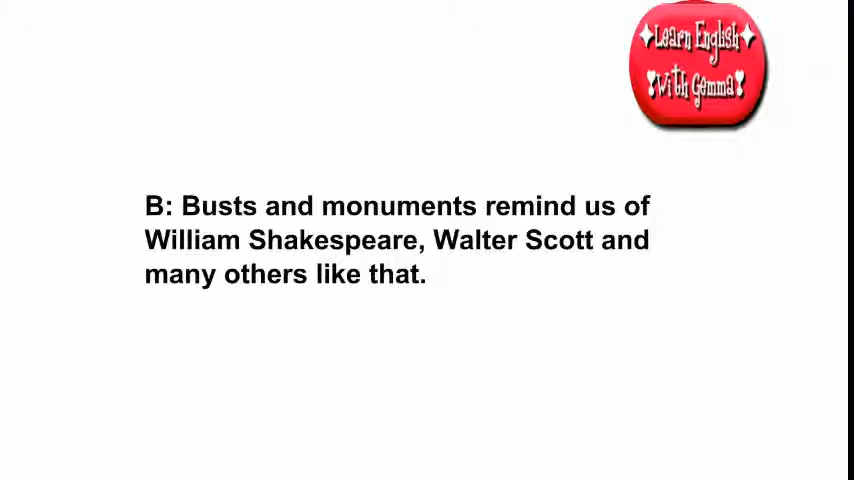 Learn English
With Gemma
B: Busts and monuments remind us of
William Shakespeare, Walter Scott and
many others like that.